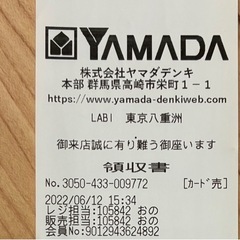 YAMADA
株式会社ヤマダデンキ
本部 群馬県高崎市栄町1-1
https://www.yamada-denkiweb.com
LABI 東京八重洲
御来店誠に有り難う御座います
領収書
No.3050-433-009772 [カード売]
2022/06/12 15:34
レジ担当:105842 おの
販売担当:105842 おの
会員No:9012943624892